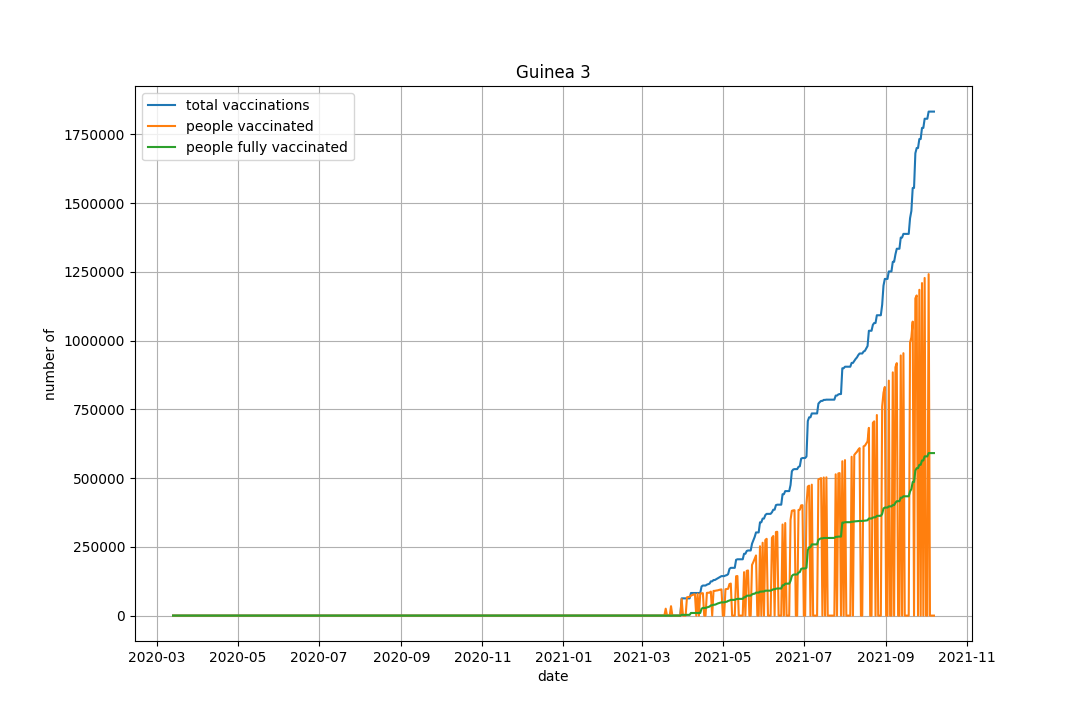 Guinea 3
total vaccinations
people vaccinated
people fully vaccinated
number of
1750000
1500000
1250000
1000000
750000
500000
250000
0
2020-03 2020-05 2020-07 2020-09 2020-11 2021-01 2021-03 2021-05 2021-07 2021-09 2021-11
date